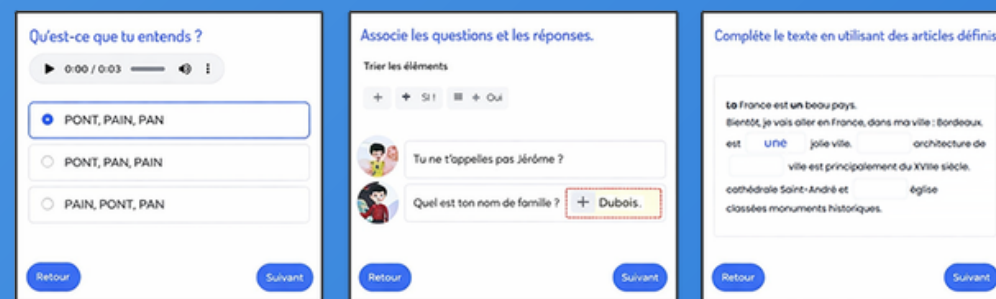 Qu'est-ce que tu entends ?
0:00 / 0:03
PONT, PAIN, PAN
PONT, PAN, PAIN
PAIN, PONT, PAN
Retour
Suivant
Associe les questions et les réponses.
Trier les éléments
+
+ SI !
+ Oui
Tu ne t'appelles pas Jérôme ?
Quel est ton nom de famille ? + Dubois.
Retour
Suivant
Complète le texte en utilisant des articles définis
La France est un beau pays.
Bientôt, je vais aller en France, dans ma ville : Bordeaux.
est une jolie ville. architecture de
ville est principalement du XVIIIe siècle.
cathédrale Saint-André et église
classées monuments historiques.
Retour
Suivant